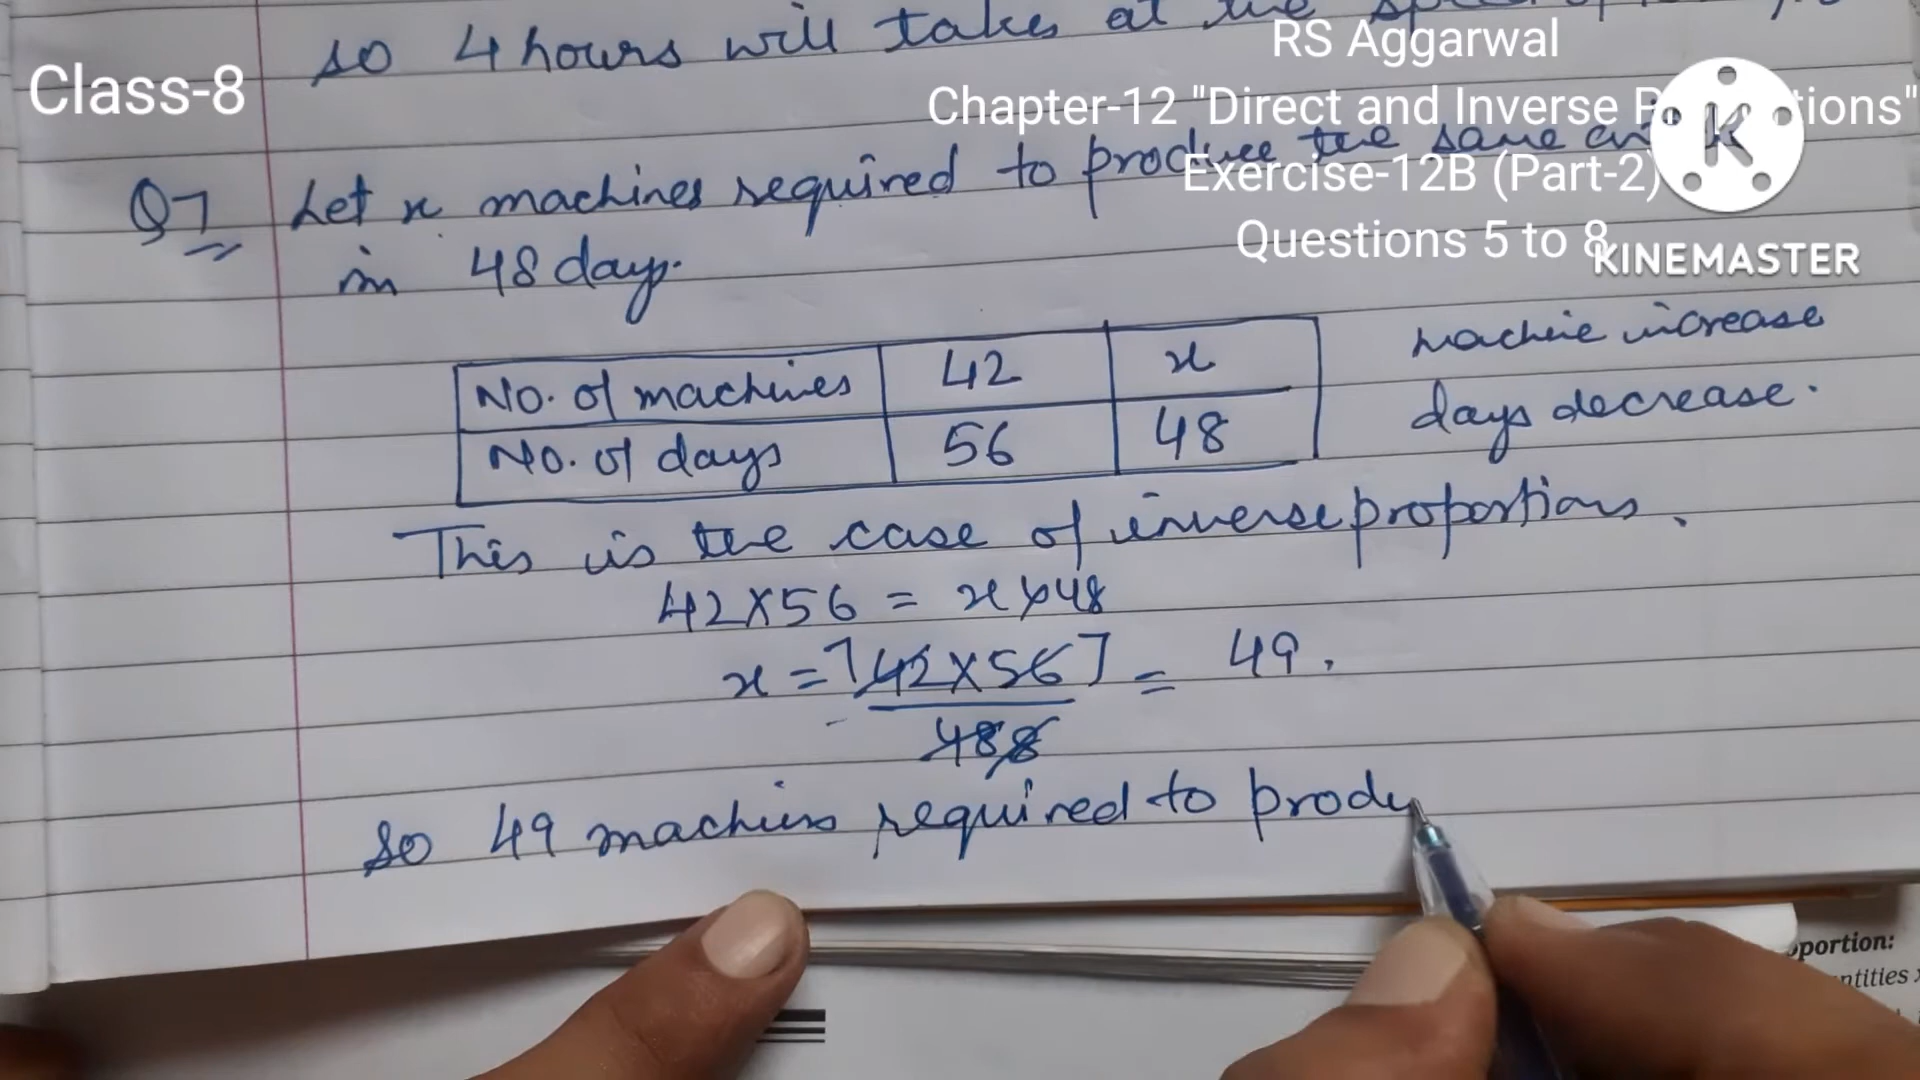 so 4 hours will takes at the
RS Aggarwal
Class-8
Chapter-12 "Direct and Inverse P tions"
Q7 Let x machines required to produce the same
Exercise-12B (Part-2)
Questions 5 to 8
KINEMASTER
in 48 days.
No. of machines 42 x
No. of days 56 48
Machine increase
days decrease.
This is the case of inverse proportions.
42×56 = x×48
x = 7 42×56 7 = 49.
48 8
So 49 machines required to produ
portion:
ntities x